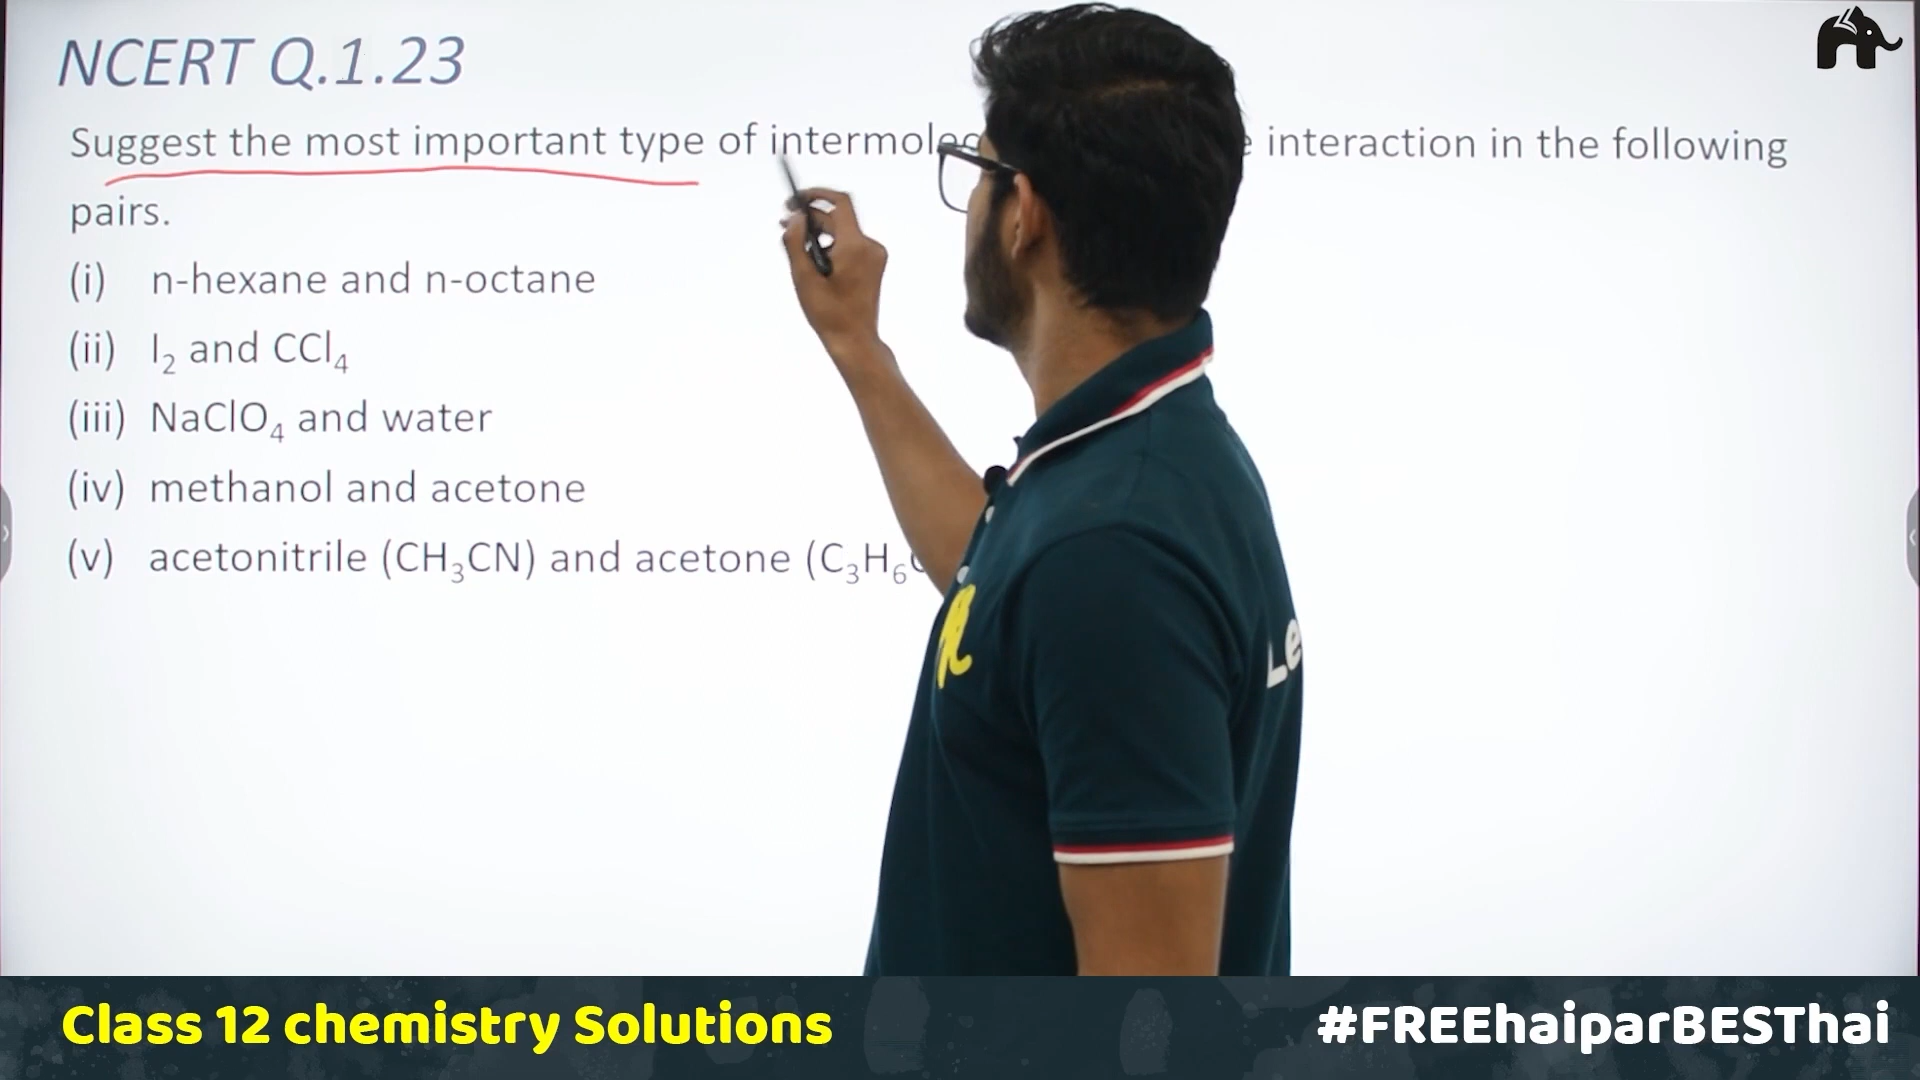 NCERT Q.1.23
Suggest the most important type of interaction in the following
pairs.
(i) n-hexane and n-octane
(ii) I₂ and CCl₄
(iii) NaClO₄ and water
(iv) methanol and acetone
(v) acetonitrile (CH₃CN) and acetone (C₃H₆
Le
Class 12 chemistry Solutions
#FREEhaiparBESThai